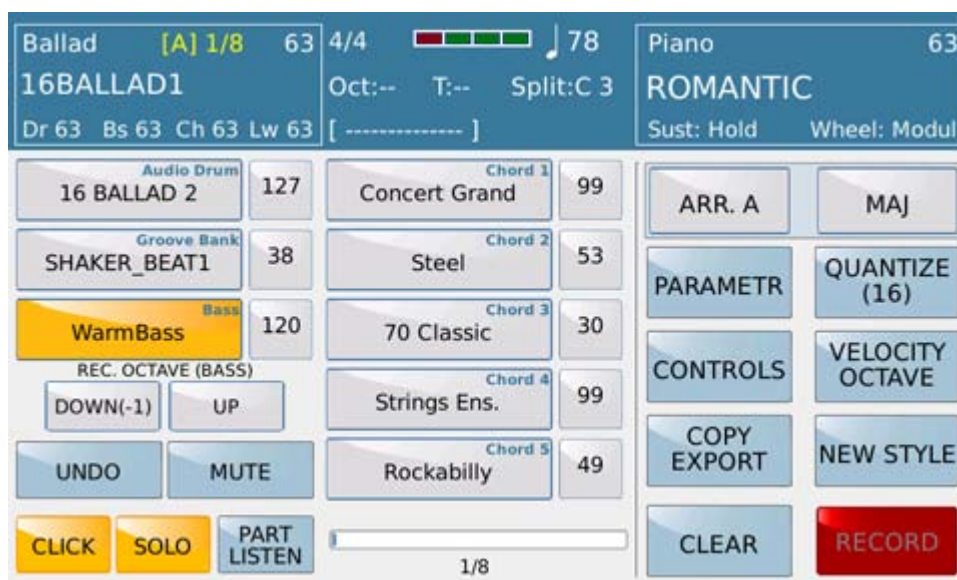 Ballad [A] 1/8 63
16BALLAD1
Dr 63 Bs 63 Ch 63 Lw 63
4/4 78
Oct:-- T:-- Split:C 3
[ -------------- ]
Piano 63
ROMANTIC
Sust: Hold Wheel: Modul
Audio Drum
16 BALLAD 2 127
Groove Bank
SHAKER_BEAT1 38
Bass
WarmBass 120
REC. OCTAVE (BASS)
DOWN(-1) UP
UNDO MUTE
CLICK SOLO PART LISTEN
Chord 1
Concert Grand 99
Chord 2
Steel 53
Chord 3
70 Classic 30
Chord 4
Strings Ens. 99
Chord 5
Rockabilly 49
1/8
ARR. A MAJ
PARAMETR QUANTIZE
(16)
CONTROLS VELOCITY
OCTAVE
COPY
EXPORT NEW STYLE
CLEAR RECORD